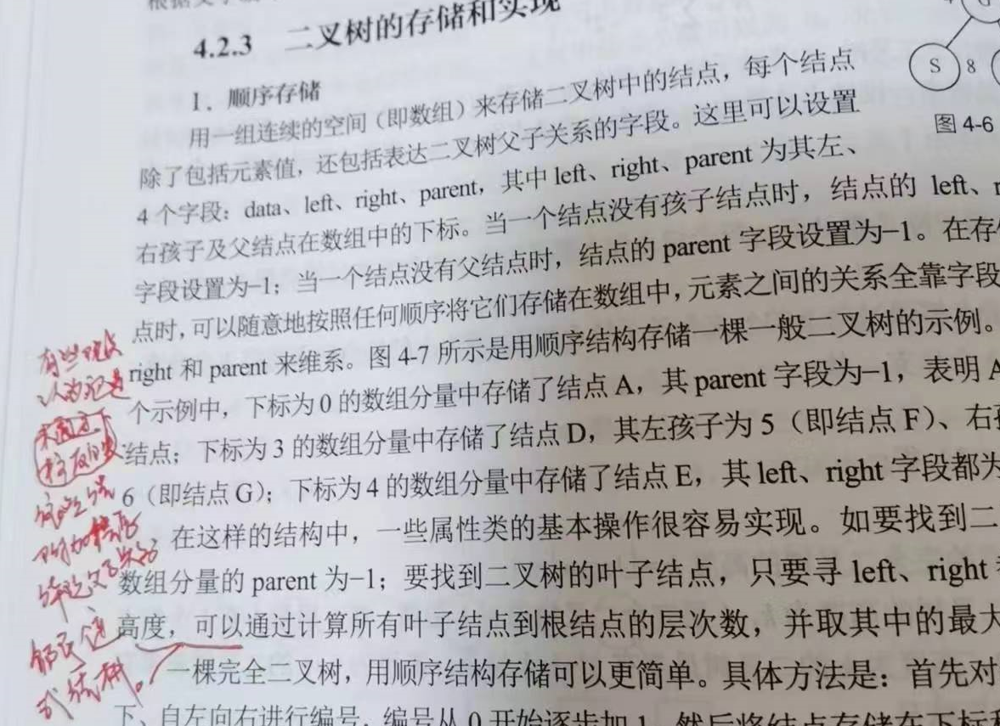 4.2.3 二叉树的存储和实现
S 8
1. 顺序存储
图 4-6
用一组连续的空间（即数组）来存储二叉树中的结点，每个结点
除了包括元素值，还包括表达二叉树父子关系的字段。这里可以设置
4 个字段：data、left、right、parent，其中 left、right、parent 为其左、
右孩子及父结点在数组中的下标。当一个结点没有孩子结点时，结点的 left、r
字段设置为−1；当一个结点没有父结点时，结点的 parent 字段设置为−1。在存
点时，可以随意地按照任何顺序将它们存储在数组中，元素之间的关系全靠字段
right 和 parent 来维系。图 4-7 所示是用顺序结构存储一棵一般二叉树的示例。
个示例中，下标为 0 的数组分量中存储了结点 A，其 parent 字段为−1，表明 A
结点；下标为 3 的数组分量中存储了结点 D，其左孩子为 5（即结点 F）、右孩
6（即结点 G）；下标为 4 的数组分量中存储了结点 E，其 left、right 字段都为
在这样的结构中，一些属性类的基本操作很容易实现。如要找到二
数组分量的 parent 为−1；要找到二叉树的叶子结点，只要寻 left、right
高度，可以通过计算所有叶子结点到根结点的层次数，并取其中的最大
一棵完全二叉树，用顺序结构存储可以更简单。具体方法是：首先对
下、自左向右进行编号，编号从 0 开始逐步加 1，然后将结点存储在下标
有些观点
认为记是